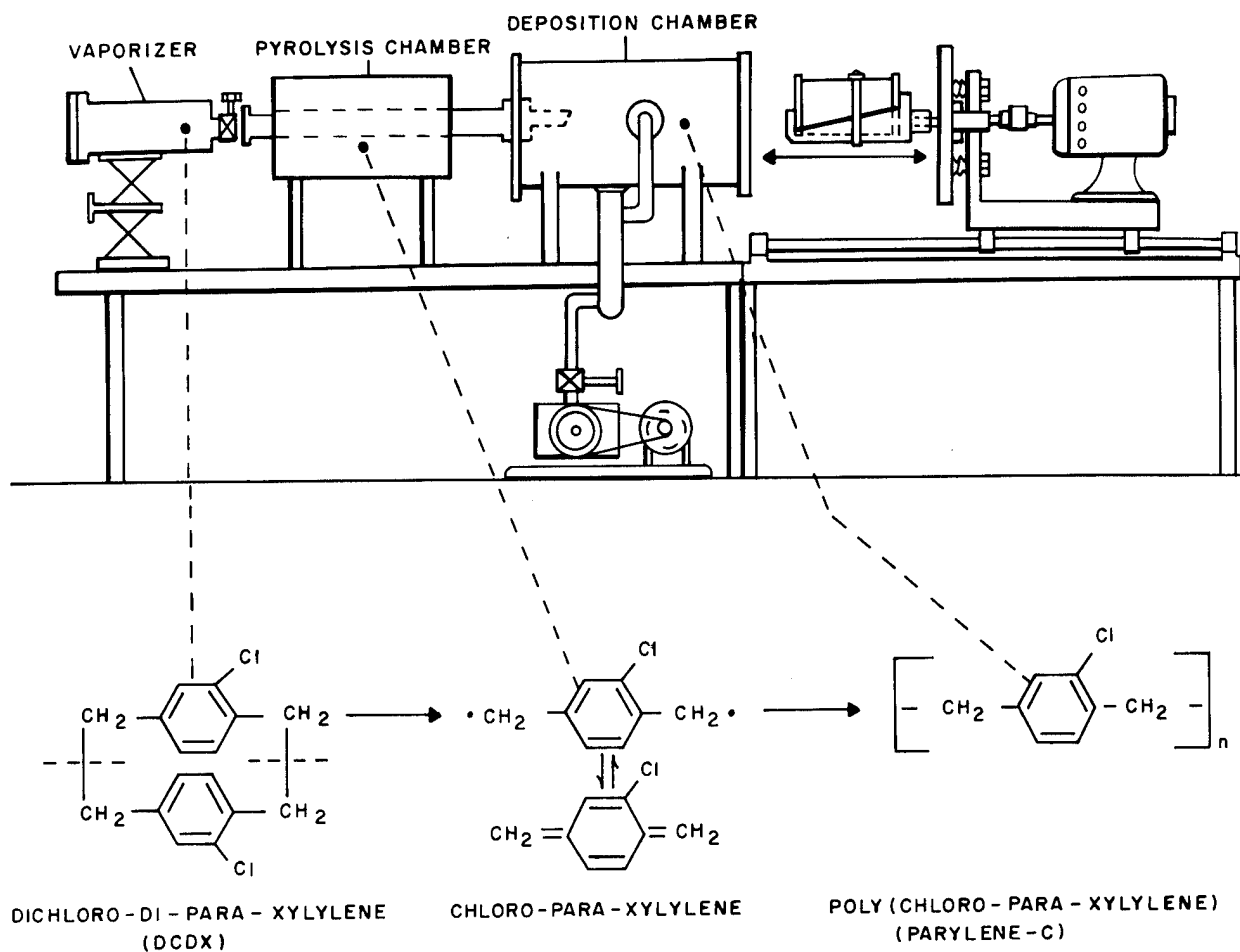 DEPOSITION CHAMBER
VAPORIZER
PYROLYSIS CHAMBER
Cl
CH2
CH2
CH2
CH2
Cl
Cl
•CH2
CH2•
Cl
CH2
CH2
Cl
- CH2
CH2 -
n
DICHLORO-DI-PARA-XYLYLENE
(DCDX)
CHLORO-PARA-XYLYLENE
POLY (CHLORO-PARA-XYLYLENE)
(PARYLENE-C)